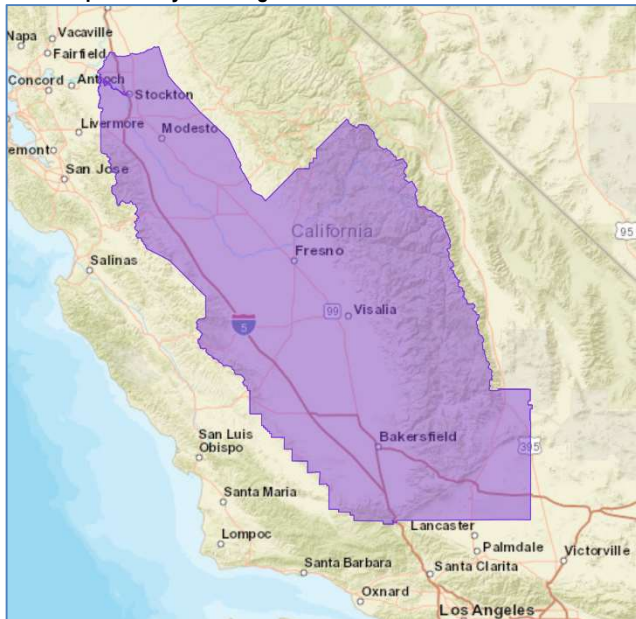 Napa
Vacaville
Fairfield
Concord
Antioch
Stockton
Livermore
Modesto
emont
San Jose
95
California
Fresno
Salinas
99
Visalia
5
San Luis
Obispo
Bakersfield
395
Santa Maria
Lompoc
Lancaster
Palmdale
Victorville
Santa Barbara
Santa Clarita
Oxnard
Los Angeles